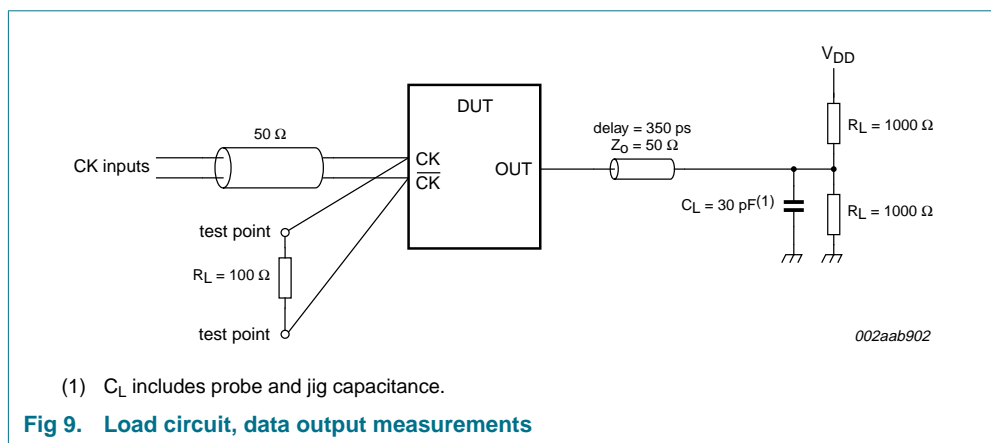 V_DD
DUT
delay = 350 ps
Z_o = 50 Ω
R_L = 1000 Ω
50 Ω
CK inputs
CK
C̅K̅
OUT
C_L = 30 pF(1)
R_L = 1000 Ω
test point
R_L = 100 Ω
test point
002aab902
(1) C_L includes probe and jig capacitance.
Fig 9. Load circuit, data output measurements